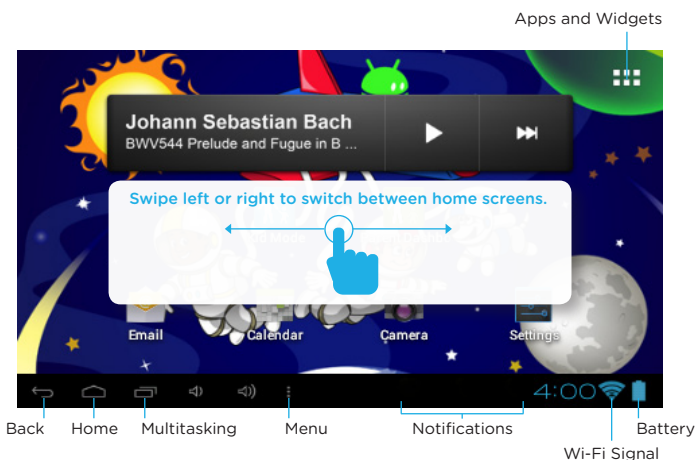 Apps and Widgets
Johann Sebastian Bach
BWV544 Prelude and Fugue in B ...
Swipe left or right to switch between home screens.
Email
Calendar
Camera
Settings
4:00
Back
Home
Multitasking
Menu
Notifications
Battery
Wi-Fi Signal